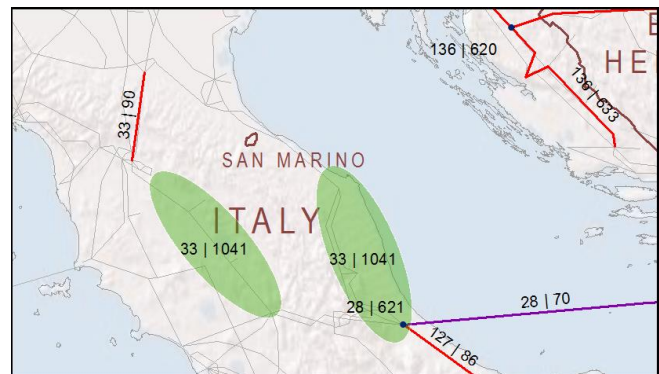 136 | 620
B
HE
136 | 633
33 | 90
SAN MARINO
ITALY
33 | 1041
33 | 1041
28 | 621
28 | 70
127 | 86